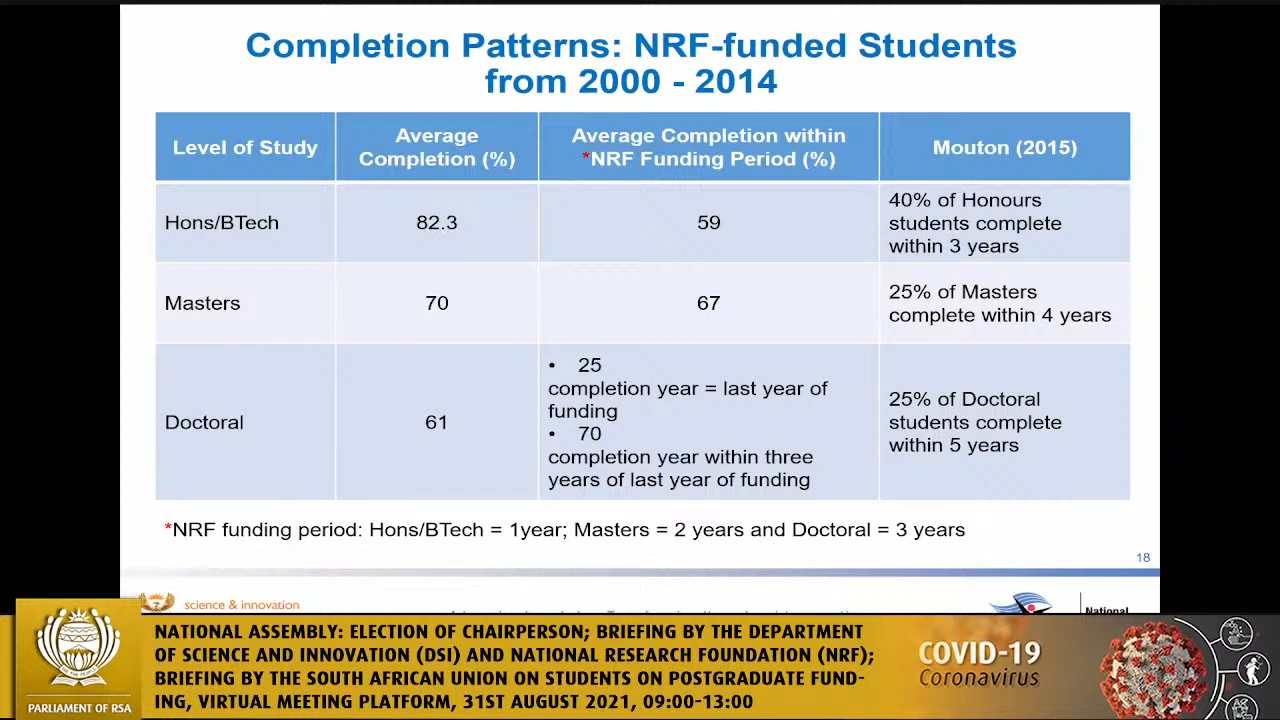 Completion Patterns: NRF-funded Students
from 2000 - 2014
Level of Study
Average
Completion (%)
Average Completion within
*NRF Funding Period (%)
Mouton (2015)
Hons/BTech
82.3
59
40% of Honours
students complete
within 3 years
Masters
70
67
25% of Masters
complete within 4 years
Doctoral
61
• 25
completion year = last year of
funding
• 70
completion year within three
years of last year of funding
25% of Doctoral
students complete
within 5 years
*NRF funding period: Hons/BTech = 1year; Masters = 2 years and Doctoral = 3 years
18
science & innovation
National
NATIONAL ASSEMBLY: ELECTION OF CHAIRPERSON; BRIEFING BY THE DEPARTMENT
OF SCIENCE AND INNOVATION (DSI) AND NATIONAL RESEARCH FOUNDATION (NRF);
BRIEFING BY THE SOUTH AFRICAN UNION ON STUDENTS ON POSTGRADUATE FUND-
ING, VIRTUAL MEETING PLATFORM, 31ST AUGUST 2021, 09:00-13:00
PARLIAMENT OF RSA
COVID-19
Coronavirus